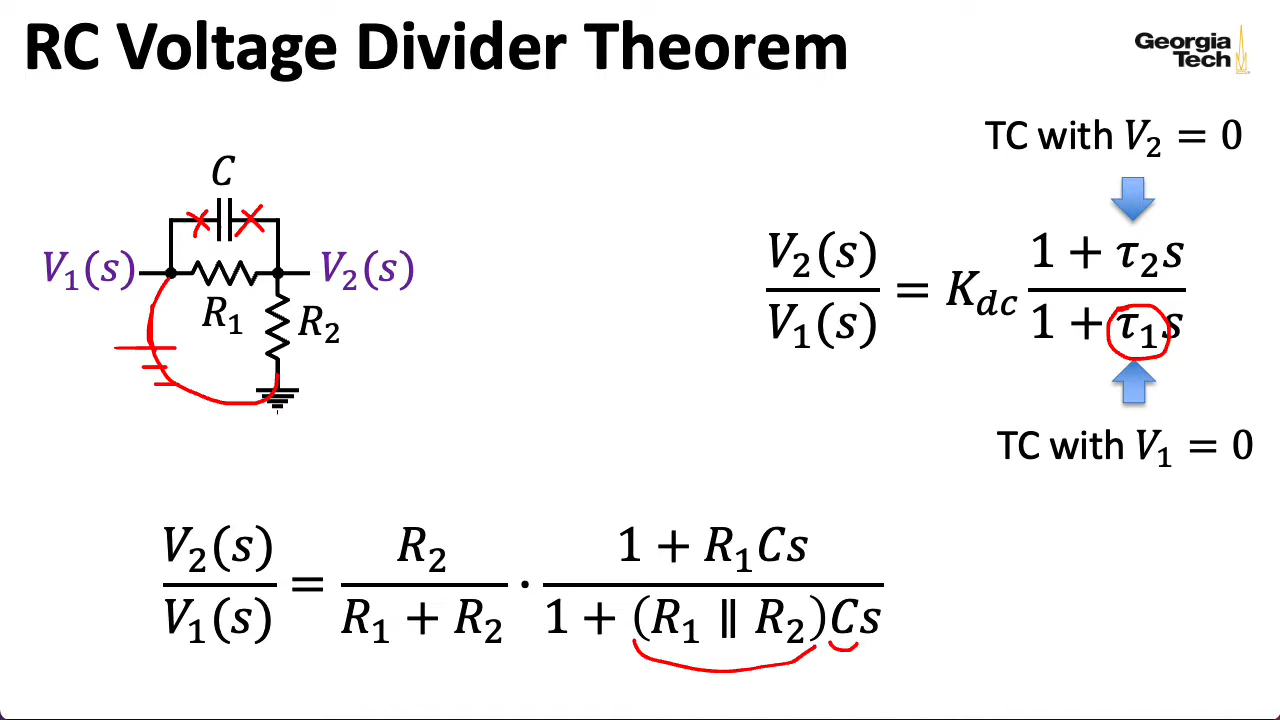 RC Voltage Divider Theorem
Georgia
Tech
TC with V₂ = 0
C
V₁(s)
V₂(s)
R₁
R₂
V₂(s)/V₁(s) = K_dc (1 + τ₂s)/(1 + τ₁s)
TC with V₁ = 0
V₂(s)/V₁(s) = R₂/(R₁ + R₂) · (1 + R₁Cs)/(1 + (R₁ ∥ R₂)Cs)